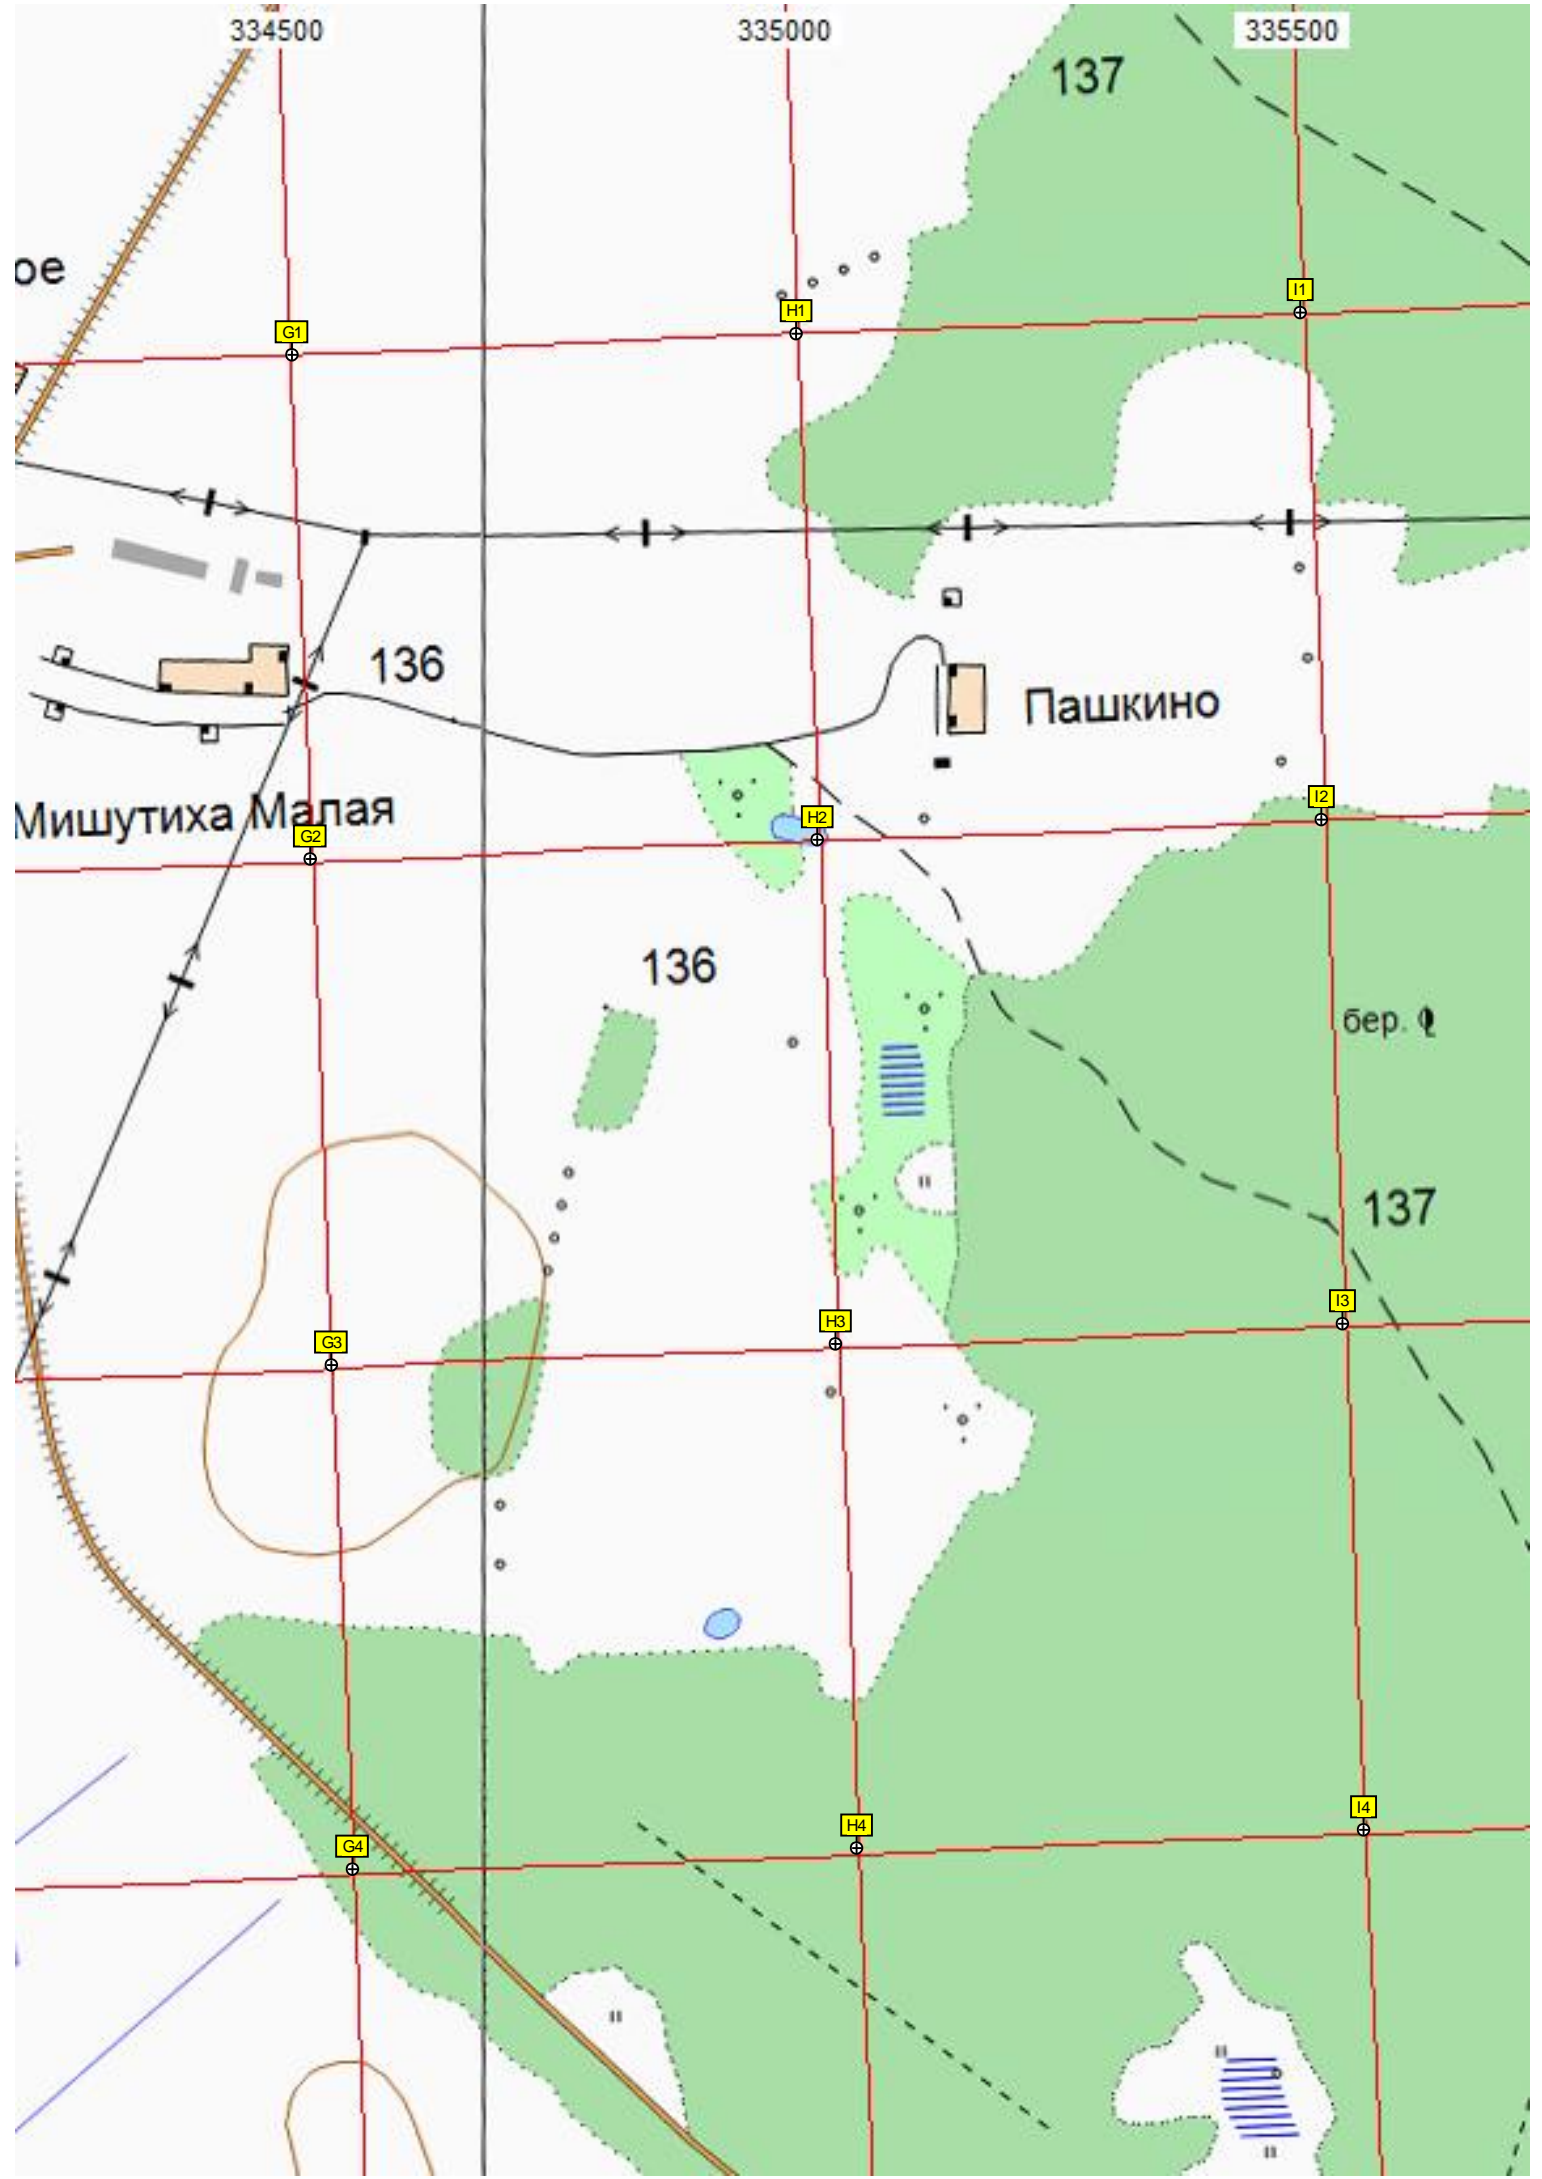 334500 335000 335500
137
ое
I1
H1
G1
136
Пашкино
I2
Мишутиха Малая
H2
G2
136
бер.
137
I3
H3
G3
I4
H4
G4